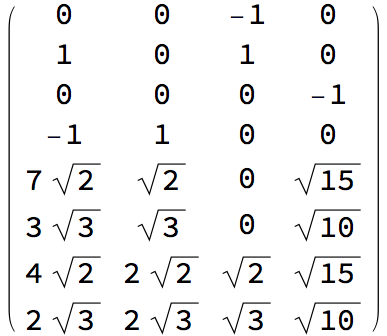 0 0 -1 0
1 0 1 0
0 0 0 -1
-1 1 0 0
7 √2 √2 0 √15
3 √3 √3 0 √10
4 √2 2 √2 √2 √15
2 √3 2 √3 √3 √10